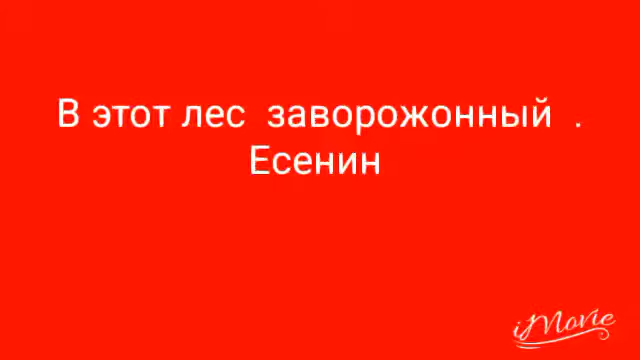 В этот лес заворожонный .
Есенин
iMovie